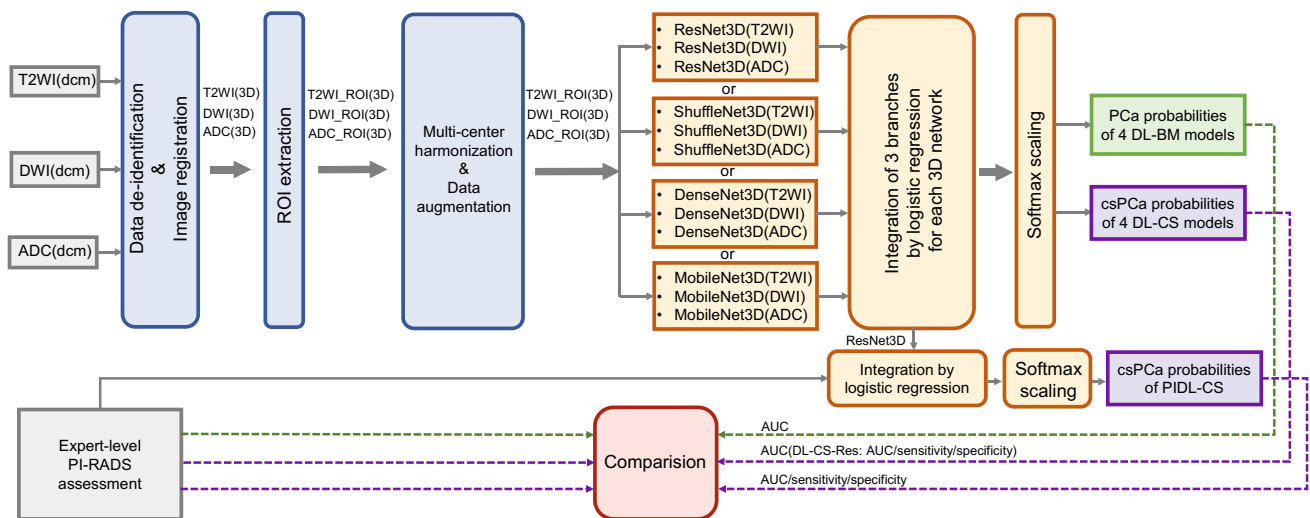 T2WI(dcm)
DWI(dcm)
ADC(dcm)
Data de-identification
&
Image registration
T2WI(3D)
DWI(3D)
ADC(3D)
ROI extraction
T2WI_ROI(3D)
DWI_ROI(3D)
ADC_ROI(3D)
Multi-center
harmonization
&
Data
augmentation
T2WI_ROI(3D)
DWI_ROI(3D)
ADC_ROI(3D)
• ResNet3D(T2WI)
• ResNet3D(DWI)
• ResNet3D(ADC)
or
• ShuffleNet3D(T2WI)
• ShuffleNet3D(DWI)
• ShuffleNet3D(ADC)
or
• DenseNet3D(T2WI)
• DenseNet3D(DWI)
• DenseNet3D(ADC)
or
• MobileNet3D(T2WI)
• MobileNet3D(DWI)
• MobileNet3D(ADC)
Integration of 3 branches
by logistic regression
for each 3D network
Softmax scaling
PCa probabilities
of 4 DL-BM models
csPCa probabilities
of 4 DL-CS models
ResNet3D
Integration by
logistic regression
Softmax
scaling
csPCa probabilities
of PIDL-CS
Expert-level
PI-RADS
assessment
Comparision
AUC
AUC(DL-CS-Res: AUC/sensitivity/specificity)
AUC/sensitivity/specificity